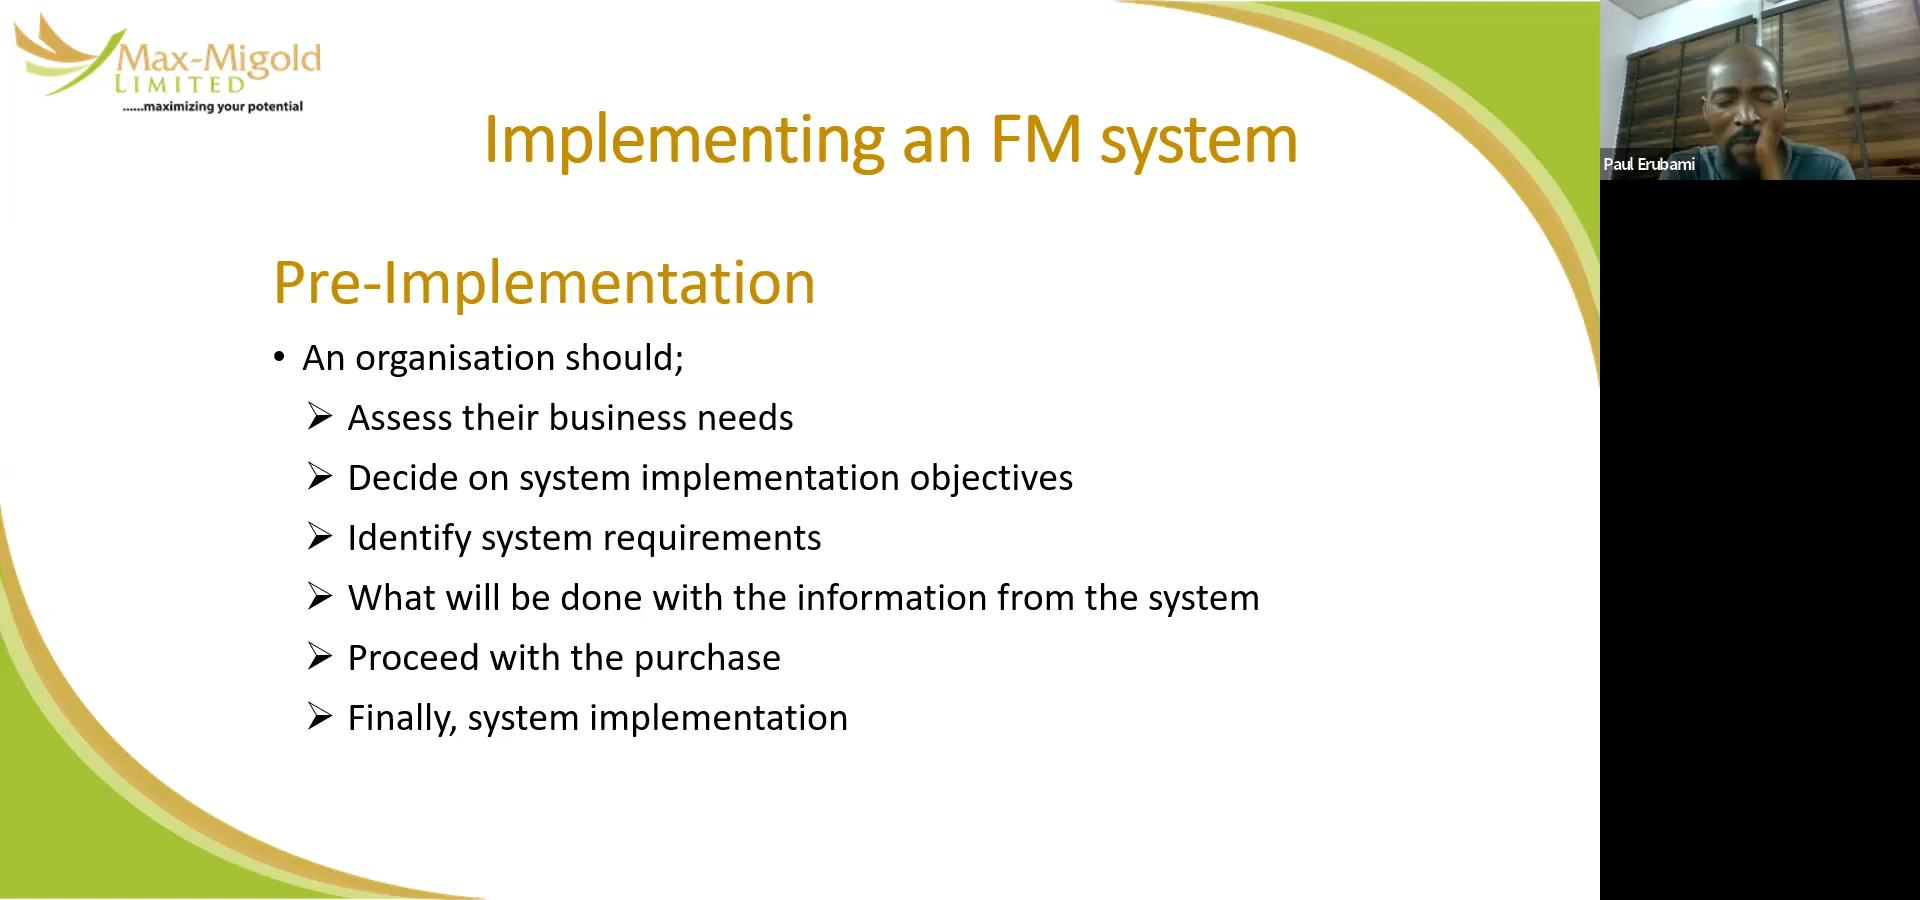 Max-Migold
LIMITED
......maximizing your potential
Implementing an FM system
Pre-Implementation
• An organisation should;
➢ Assess their business needs
➢ Decide on system implementation objectives
➢ Identify system requirements
➢ What will be done with the information from the system
➢ Proceed with the purchase
➢ Finally, system implementation
Paul Erubami